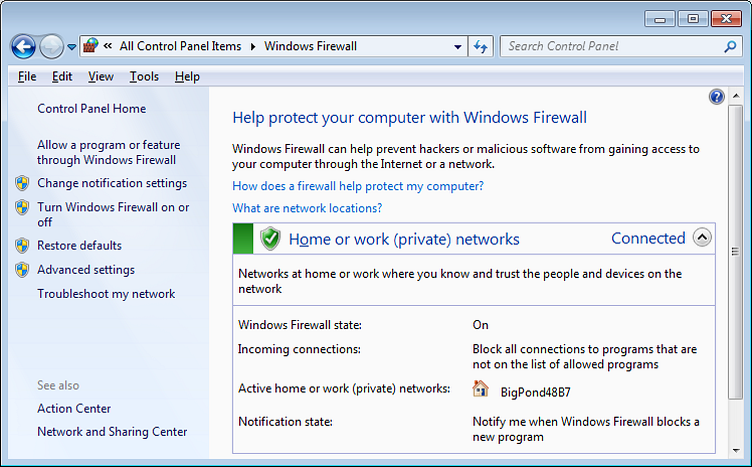 « All Control Panel Items ▸ Windows Firewall
Search Control Panel
File Edit View Tools Help
Control Panel Home
Allow a program or feature
through Windows Firewall
Change notification settings
Turn Windows Firewall on or
off
Restore defaults
Advanced settings
Troubleshoot my network
See also
Action Center
Network and Sharing Center
Help protect your computer with Windows Firewall
Windows Firewall can help prevent hackers or malicious software from gaining access to
your computer through the Internet or a network.
How does a firewall help protect my computer?
What are network locations?
Home or work (private) networks Connected
Networks at home or work where you know and trust the people and devices on the
network
Windows Firewall state: On
Incoming connections: Block all connections to programs that are
not on the list of allowed programs
Active home or work (private) networks: BigPond48B7
Notification state: Notify me when Windows Firewall blocks a
new program